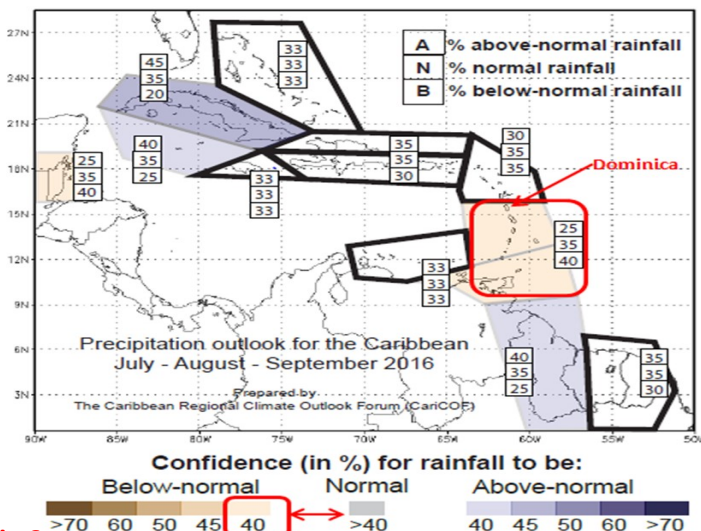 27N
24N
21N
18N
15N
12N
9N
6N
3N
A % above-normal rainfall
N % normal rainfall
B % below-normal rainfall
45
35
20
33
33
33
40
35
25
25
35
40
35
35
30
30
35
35
Dominica
33
33
33
25
35
40
33
33
33
40
35
25
35
35
30
Precipitation outlook for the Caribbean
July - August - September 2016
Prepared by
The Caribbean Regional Climate Outlook Forum (CariCOF)
90W 85W 80W 75W 70W 65W 60W 55W 50W
Confidence (in %) for rainfall to be:
Below-normal Normal Above-normal
>70 60 50 45 40 >40 40 45 50 60 >70